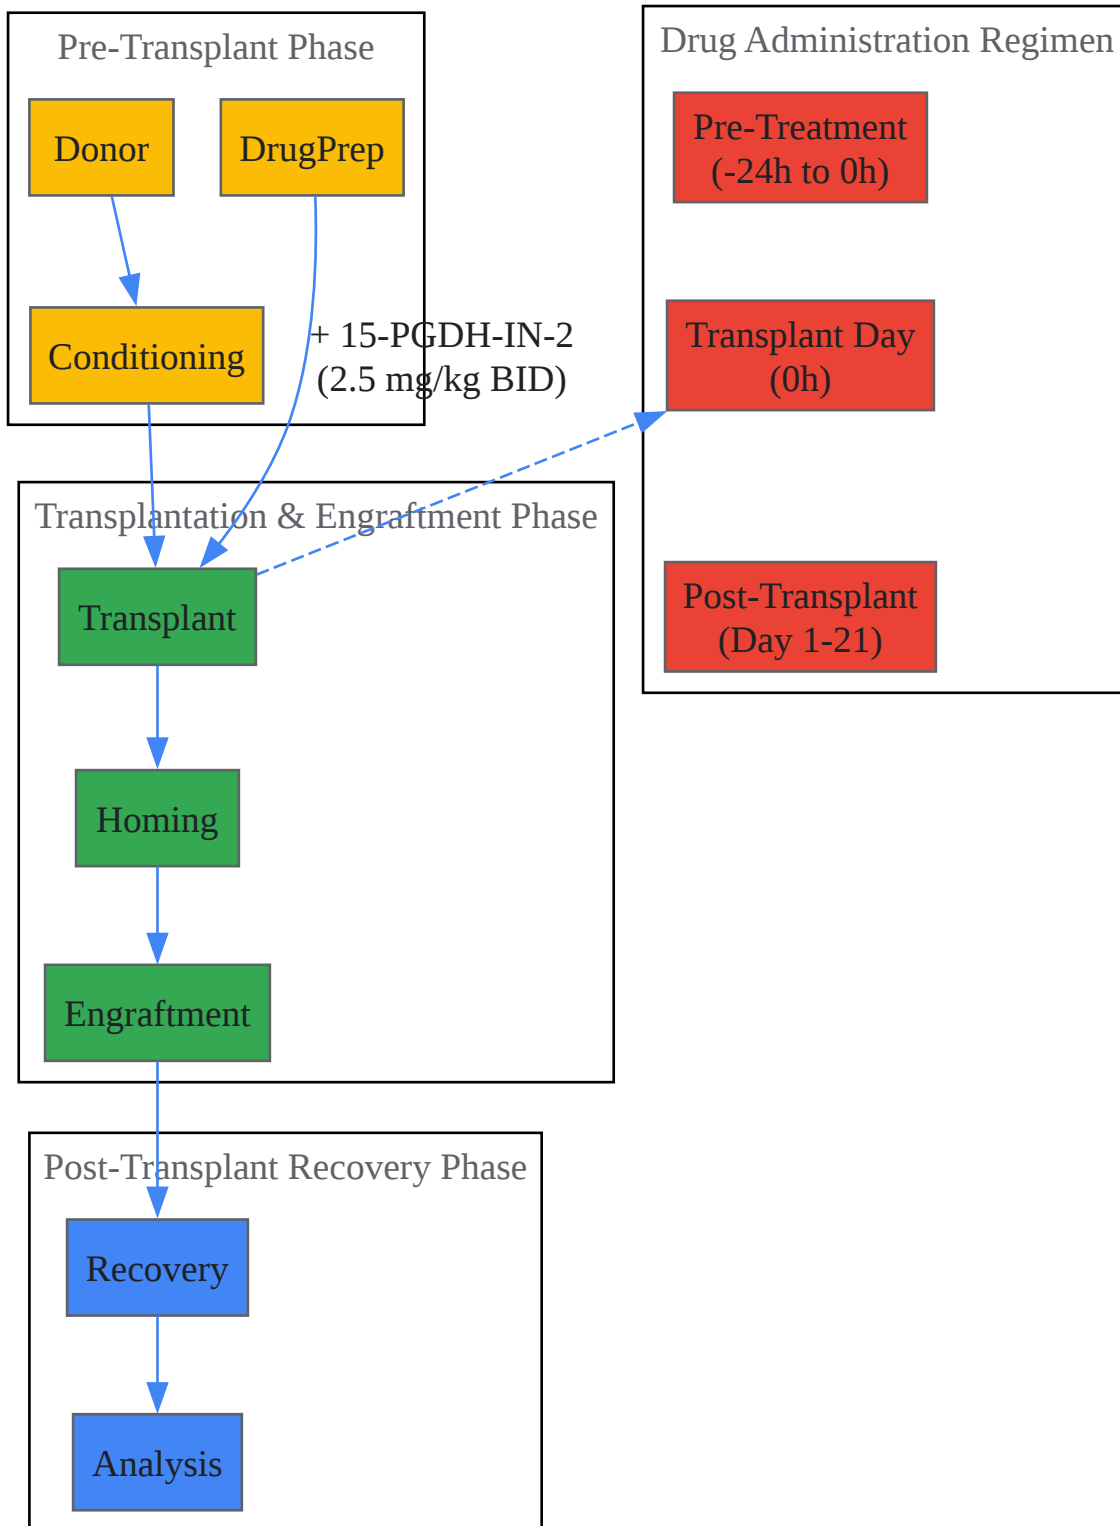 Pre-Transplant Phase
Donor
DrugPrep
Conditioning
+ 15-PGDH-IN-2
(2.5 mg/kg BID)
Transplantation & Engraftment Phase
Transplant
Homing
Engraftment
Post-Transplant Recovery Phase
Recovery
Analysis
Drug Administration Regimen
Pre-Treatment
(-24h to 0h)
Transplant Day
(0h)
Post-Transplant
(Day 1-21)